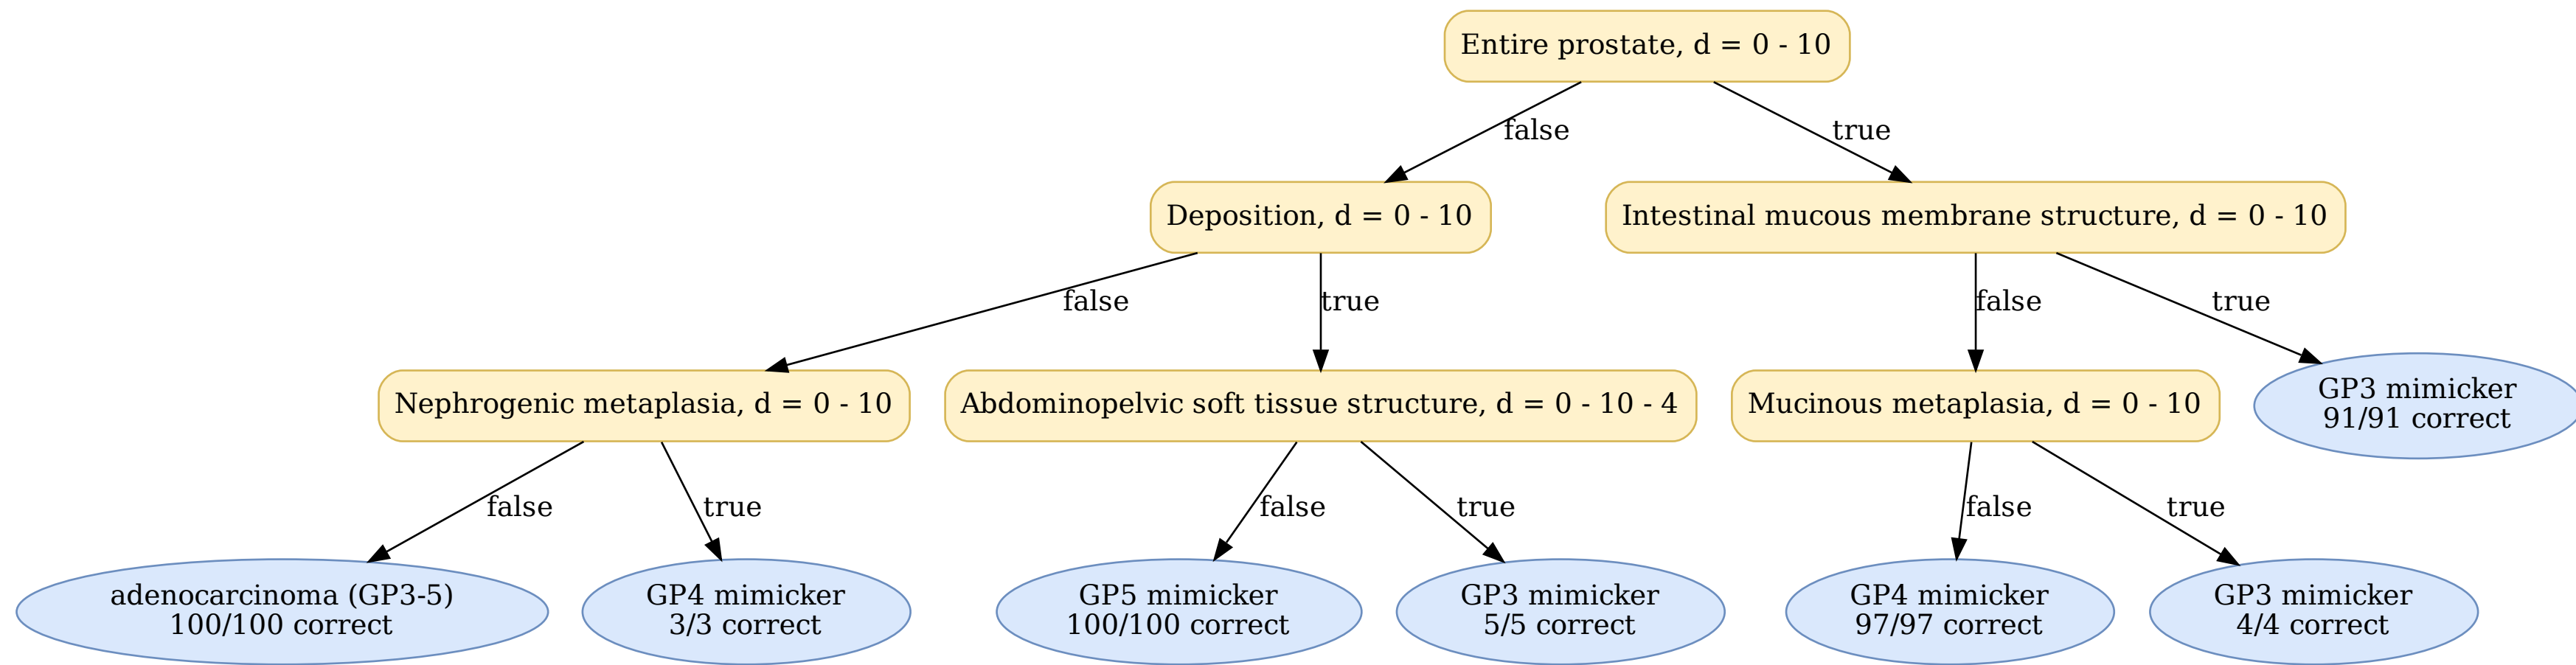 Entire prostate, d = 0 - 10
false
true
Deposition, d = 0 - 10
Intestinal mucous membrane structure, d = 0 - 10
false
true
false
true
Nephrogenic metaplasia, d = 0 - 10
Abdominopelvic soft tissue structure, d = 0 - 10 - 4
Mucinous metaplasia, d = 0 - 10
GP3 mimicker
91/91 correct
false
true
false
true
false
true
adenocarcinoma (GP3-5)
100/100 correct
GP4 mimicker
3/3 correct
GP5 mimicker
100/100 correct
GP3 mimicker
5/5 correct
GP4 mimicker
97/97 correct
GP3 mimicker
4/4 correct